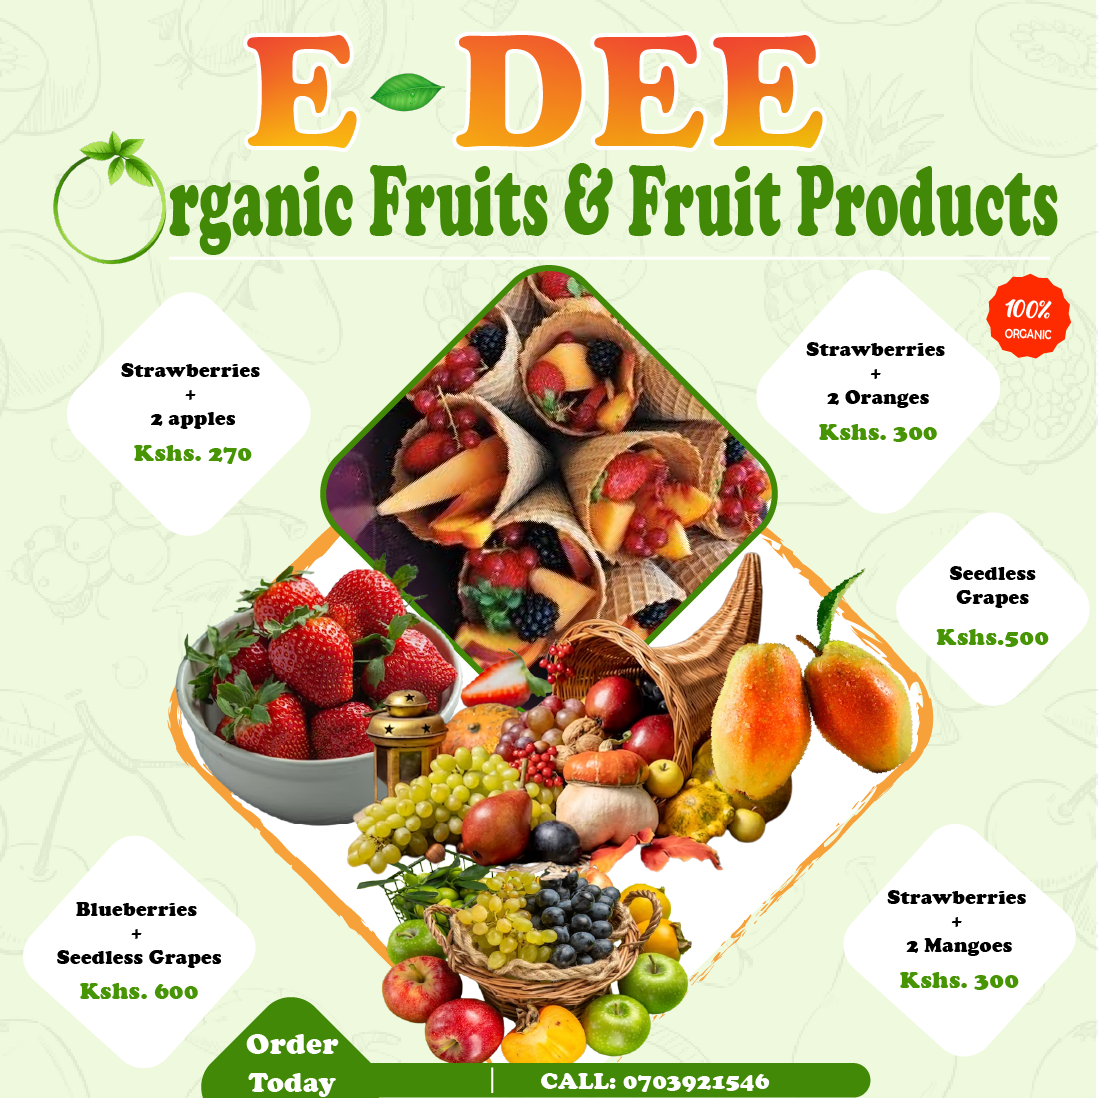 E-DEE
Organic Fruits & Fruit Products
100%
ORGANIC
Strawberries
+
2 apples
Kshs. 270
Strawberries
+
2 Oranges
Kshs. 300
Seedless
Grapes
Kshs.500
Blueberries
+
Seedless Grapes
Kshs. 600
Strawberries
+
2 Mangoes
Kshs. 300
Order
Today
CALL: 0703921546